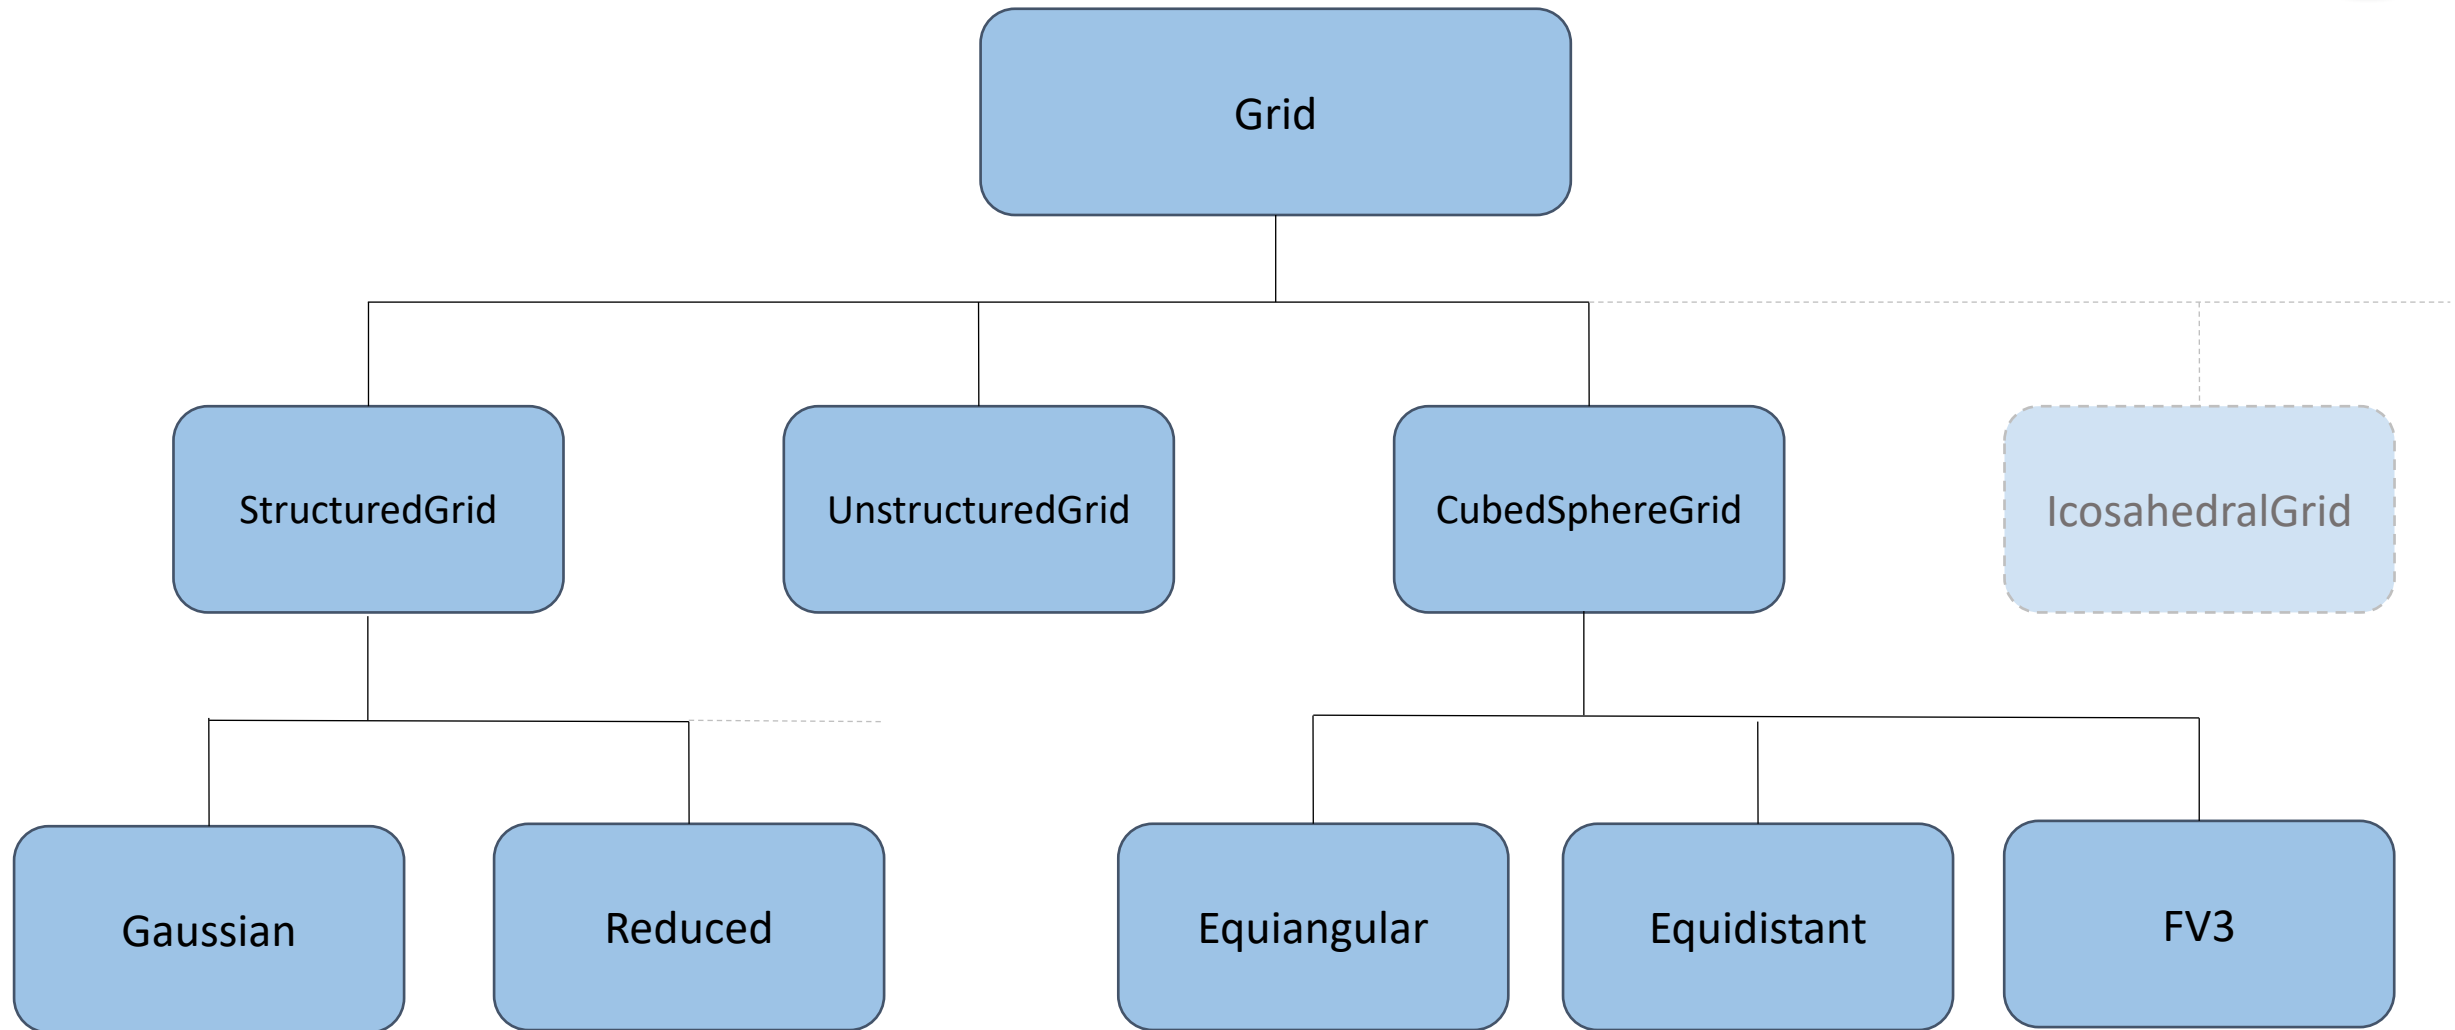 Grid
StructuredGrid
UnstructuredGrid
CubedSphereGrid
IcosahedralGrid
Gaussian
Reduced
Equiangular
Equidistant
FV3